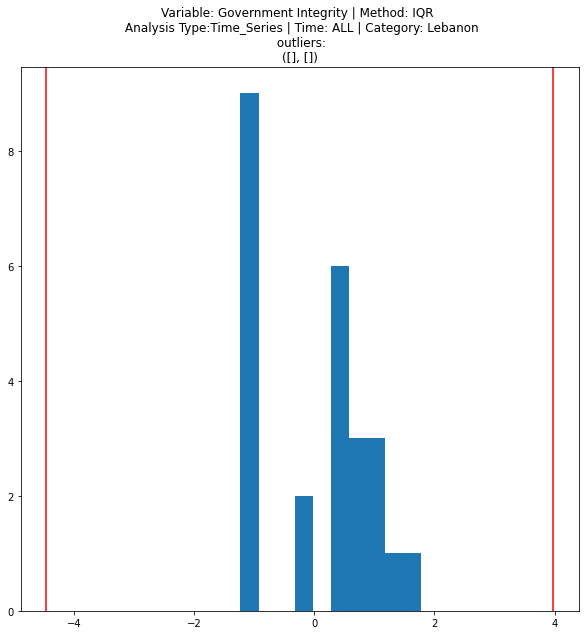 Variable: Government Integrity | Method: IQR
Analysis Type:Time_Series | Time: ALL | Category: Lebanon
outliers:
([], [])
8
6
4
2
0
−4 −2 0 2 4